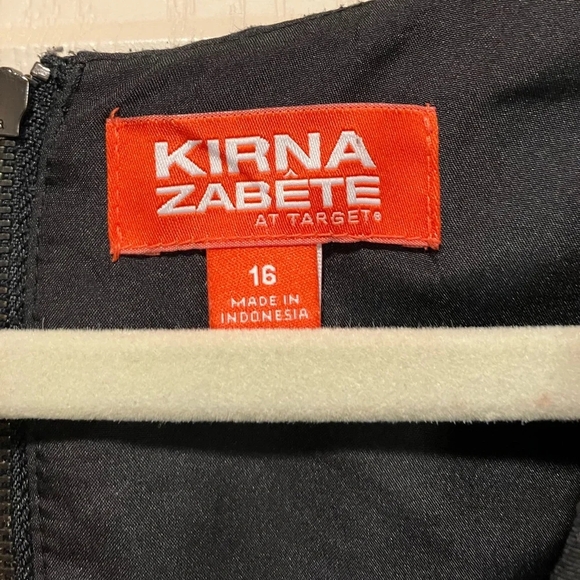 KIRNA
ZABÊTE
AT TARGET®
16
MADE IN
INDONESIA